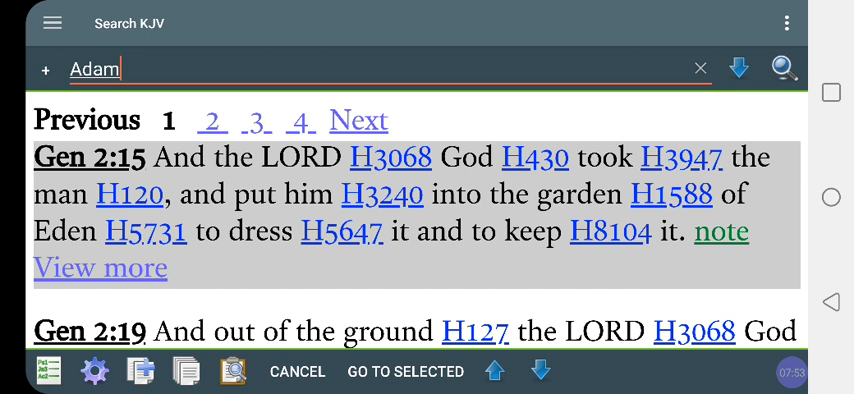 Search KJV
+ Adam
Previous 1 2 3 4 Next
Gen 2:15 And the LORD H3068 God H430 took H3947 the
man H120, and put him H3240 into the garden H1588 of
Eden H5731 to dress H5647 it and to keep H8104 it. note
View more
Gen 2:19 And out of the ground H127 the LORD H3068 God
CANCEL GO TO SELECTED
07:53